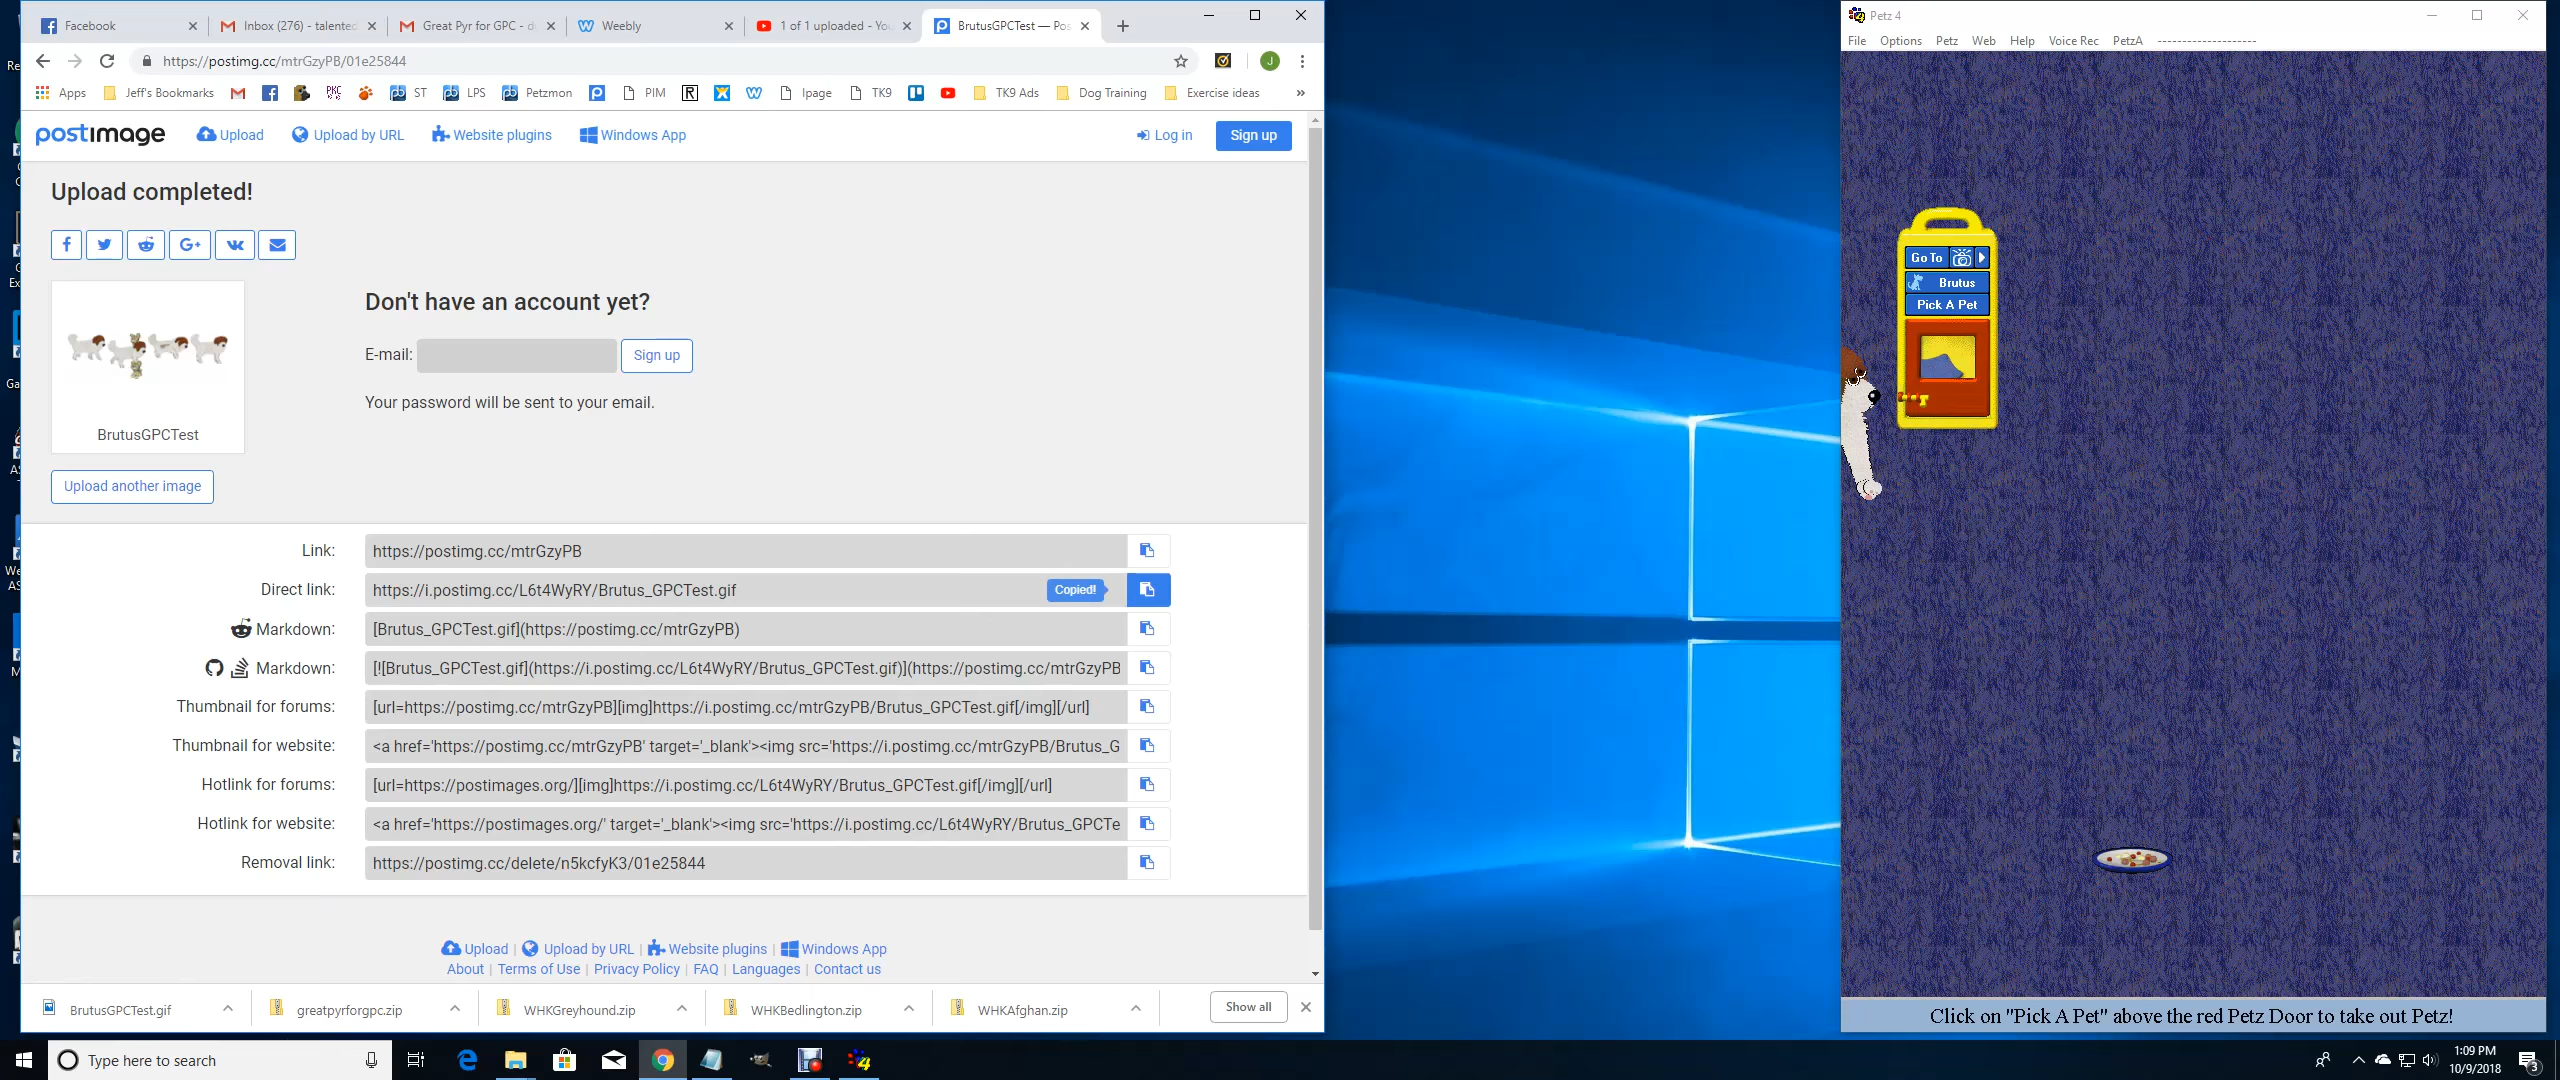 Facebook
Inbox (276) - talented
Great Pyr for GPC - d
Weebly
1 of 1 uploaded - You
BrutusGPCTest — Pos
https://postimg.cc/mtrGzyPB/01e25844
J
Apps
Jeff's Bookmarks
PKC
ST
LPS
Petzmon
PIM
R
Ipage
TK9
TK9 Ads
Dog Training
Exercise ideas
»
postimage
Upload
Upload by URL
Website plugins
Windows App
Log in
Sign up
Upload completed!
Don't have an account yet?
E-mail:
Sign up
Your password will be sent to your email.
BrutusGPCTest
Upload another image
Link: https://postimg.cc/mtrGzyPB
Direct link: https://i.postimg.cc/L6t4WyRY/Brutus_GPCTest.gif Copied!
Markdown: [Brutus_GPCTest.gif](https://postimg.cc/mtrGzyPB)
Markdown: [![Brutus_GPCTest.gif](https://i.postimg.cc/L6t4WyRY/Brutus_GPCTest.gif)](https://postimg.cc/mtrGzyPB
Thumbnail for forums: [url=https://postimg.cc/mtrGzyPB][img]https://i.postimg.cc/mtrGzyPB/Brutus_GPCTest.gif[/img][/url]
Thumbnail for website: <a href='https://postimg.cc/mtrGzyPB' target='_blank'><img src='https://i.postimg.cc/mtrGzyPB/Brutus_G
Hotlink for forums: [url=https://postimages.org/][img]https://i.postimg.cc/L6t4WyRY/Brutus_GPCTest.gif[/img][/url]
Hotlink for website: <a href='https://postimages.org/' target='_blank'><img src='https://i.postimg.cc/L6t4WyRY/Brutus_GPCTe
Removal link: https://postimg.cc/delete/n5kcfyK3/01e25844
Upload | Upload by URL | Website plugins | Windows App
About | Terms of Use | Privacy Policy | FAQ | Languages | Contact us
BrutusGPCTest.gif
greatpyrforgpc.zip
WHKGreyhound.zip
WHKBedlington.zip
WHKAfghan.zip
Show all
Petz 4
File Options Petz Web Help Voice Rec PetzA --------------------
Go To
Brutus
Pick A Pet
Click on "Pick A Pet" above the red Petz Door to take out Petz!
Type here to search
1:09 PM
10/9/2018
3